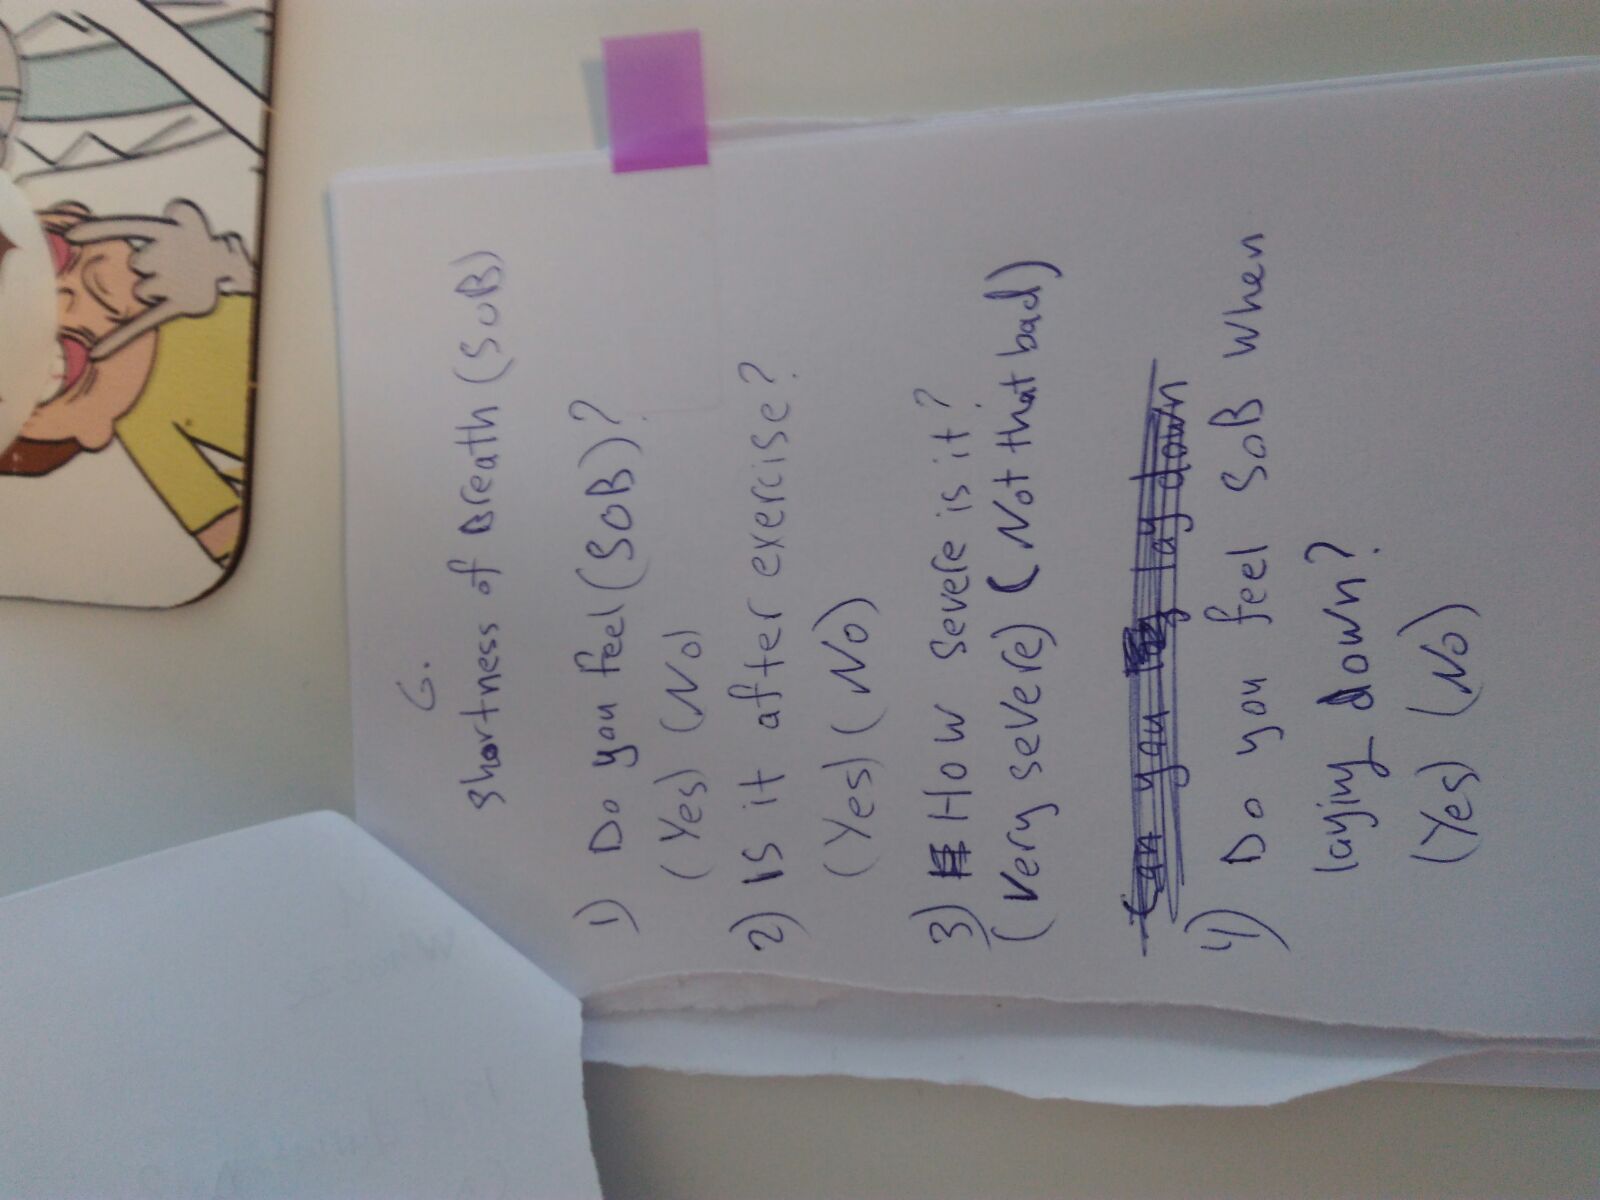 6.
Shortness of Breath (SOB)
1) Do you feel (SOB)?
(Yes) (No)
2) Is it after exercise?
(Yes) (No)
3) How severe is it?
(Very severe) (Not that bad)
Can you lay down
4) Do you feel SOB when
laying down?
(Yes) (No)